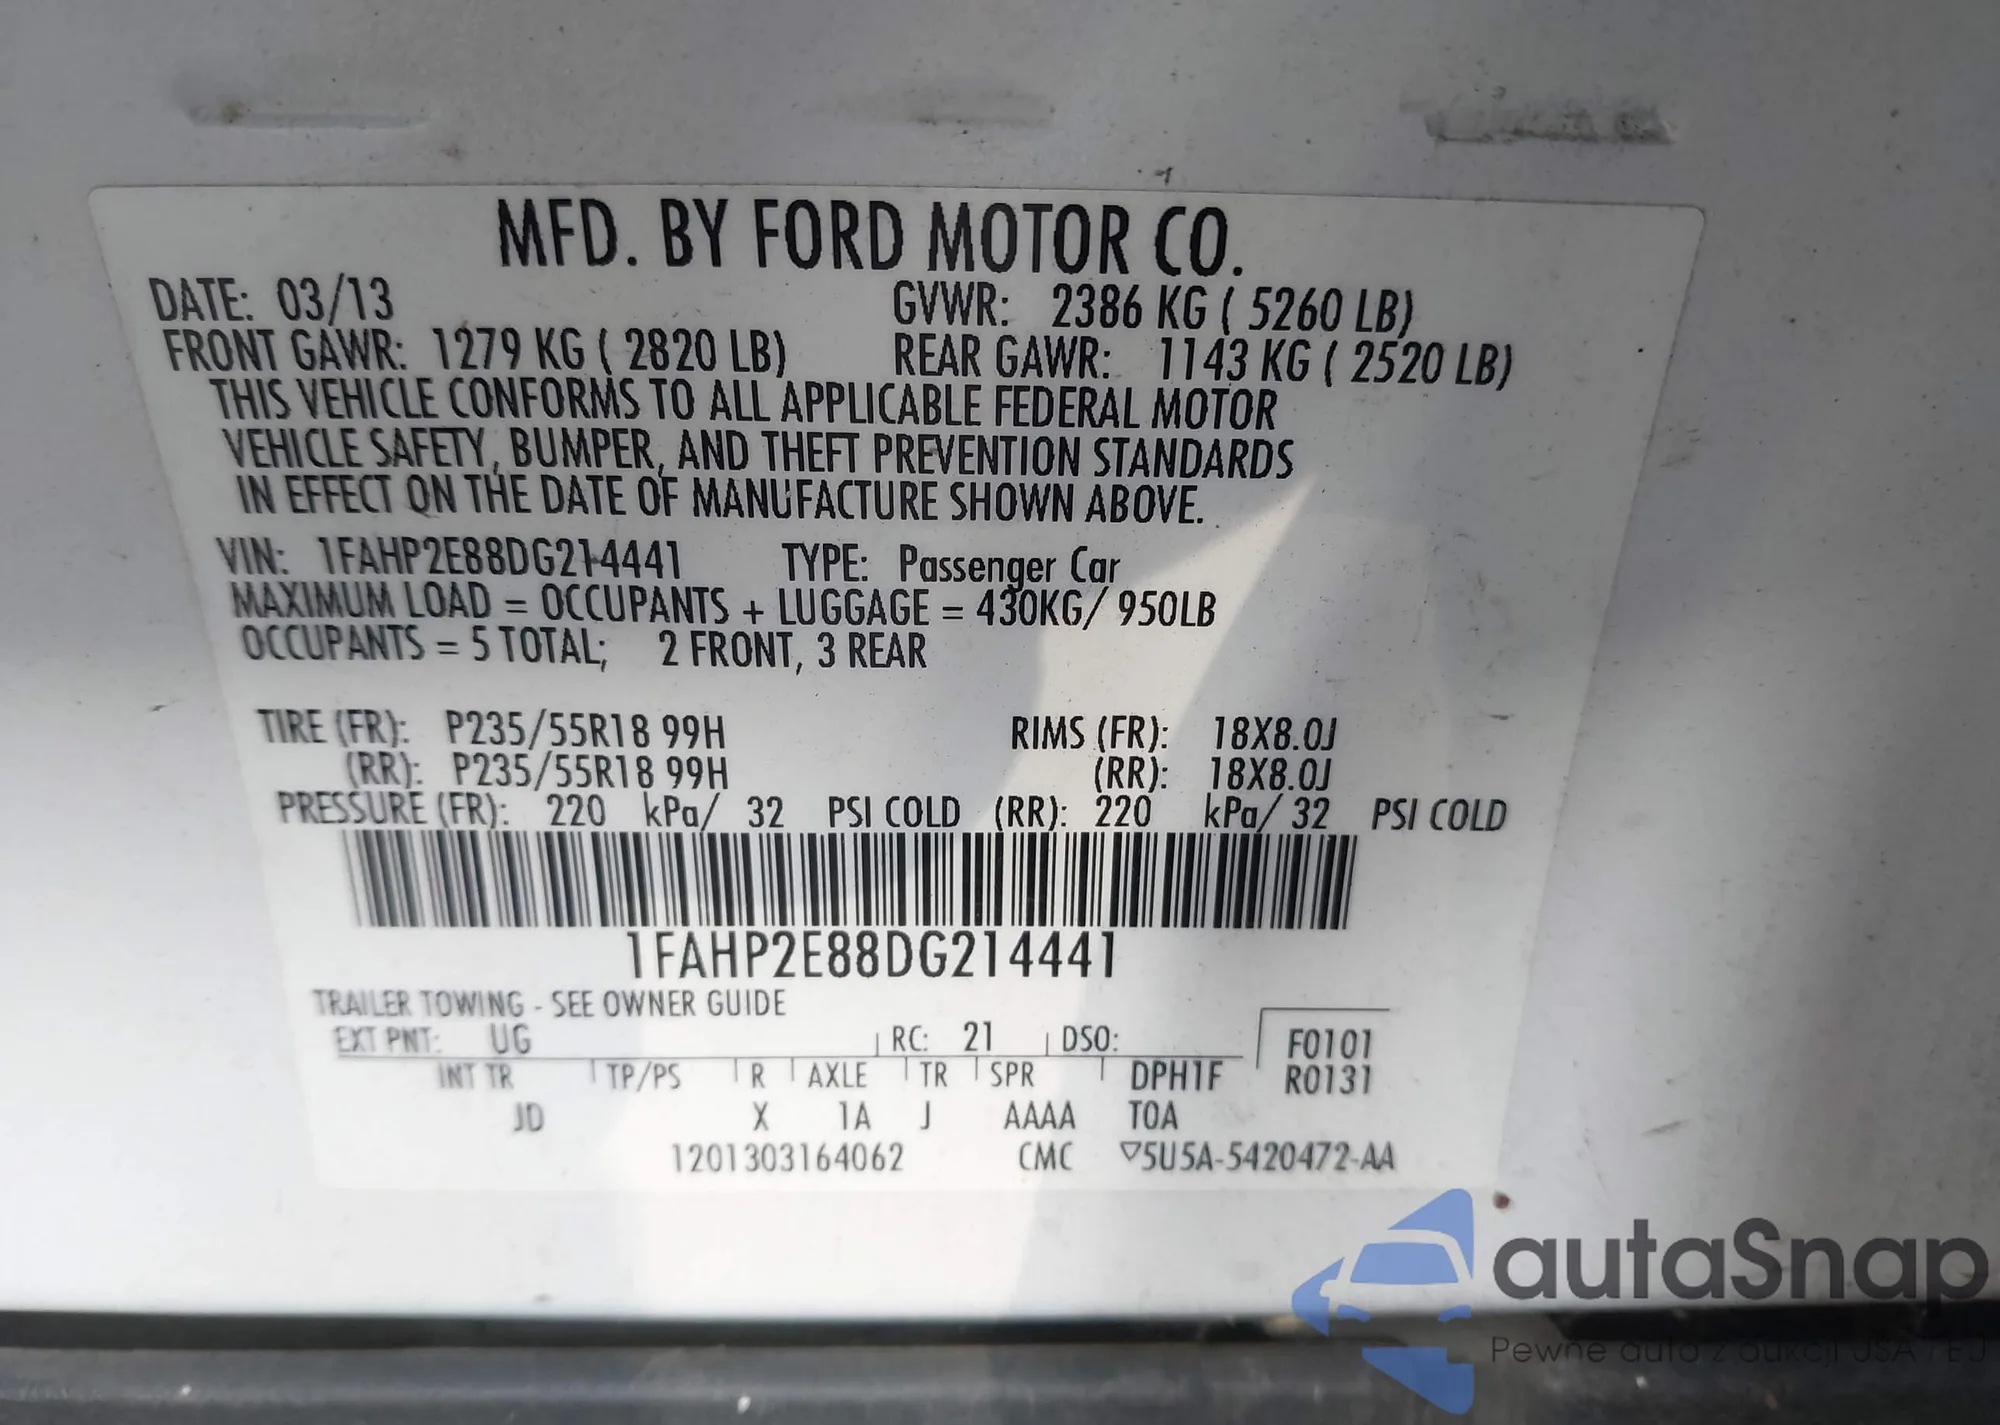 MFD. BY FORD MOTOR CO.
DATE: 03/13 GVWR: 2386 KG ( 5260 LB)
FRONT GAWR: 1279 KG ( 2820 LB) REAR GAWR: 1143 KG ( 2520 LB)
THIS VEHICLE CONFORMS TO ALL APPLICABLE FEDERAL MOTOR
VEHICLE SAFETY, BUMPER, AND THEFT PREVENTION STANDARDS
IN EFFECT ON THE DATE OF MANUFACTURE SHOWN ABOVE.
VIN: 1FAHP2E88DG214441 TYPE: Passenger Car
MAXIMUM LOAD = OCCUPANTS + LUGGAGE = 430KG/ 950LB
OCCUPANTS = 5 TOTAL; 2 FRONT, 3 REAR
TIRE (FR): P235/55R18 99H RIMS (FR): 18X8.0J
(RR): P235/55R18 99H (RR): 18X8.0J
PRESSURE (FR): 220 kPa/ 32 PSI COLD (RR): 220 kPa/ 32 PSI COLD
1FAHP2E88DG214441
TRAILER TOWING - SEE OWNER GUIDE
EXT PNT: UG RC: 21 DSO: F0101
INT TR TP/PS R AXLE TR SPR DPH1F R0131
JD X 1A J AAAA TOA
1201303164062 CMC ▽5U5A-5420472-AA
autaSnap
Pewne auta z aukcji USA / EU